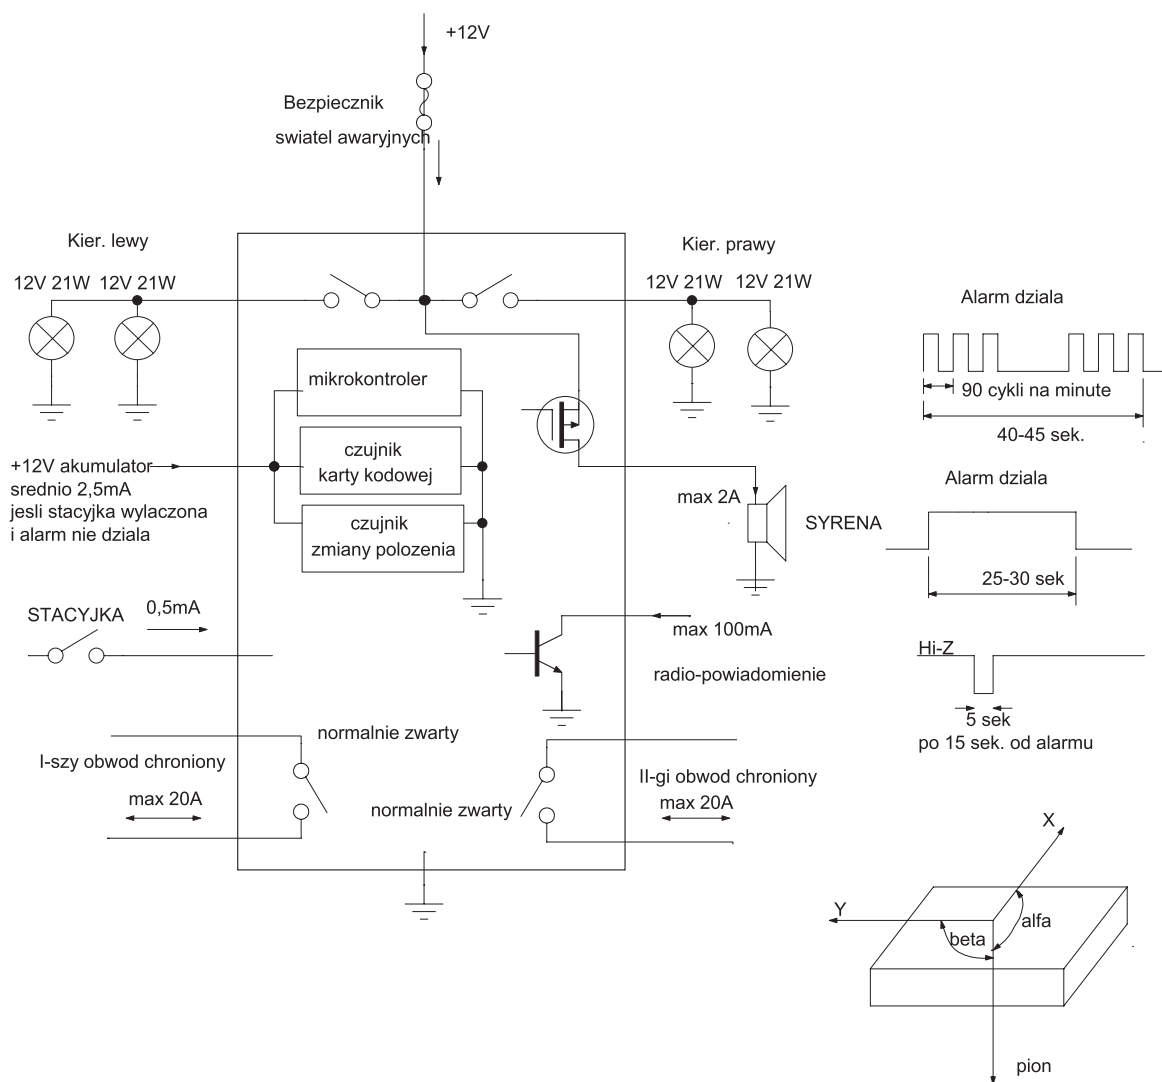 +12V
Bezpiecznik
swiatel awaryjnych
Kier. lewy
12V 21W 12V 21W
Kier. prawy
12V 21W 12V 21W
mikrokontroler
czujnik
karty kodowej
czujnik
zmiany polozenia
+12V akumulator
srednio 2,5mA
jesli stacyjka wylaczona
i alarm nie dziala
max 2A
SYRENA
STACYJKA
0,5mA
max 100mA
radio-powiadomienie
normalnie zwarty
I-szy obwod chroniony
max 20A
normalnie zwarty
II-gi obwod chroniony
max 20A
Alarm dziala
90 cykli na minute
40-45 sek.
Alarm dziala
25-30 sek
Hi-Z
5 sek
po 15 sek. od alarmu
X
Y
alfa
beta
pion